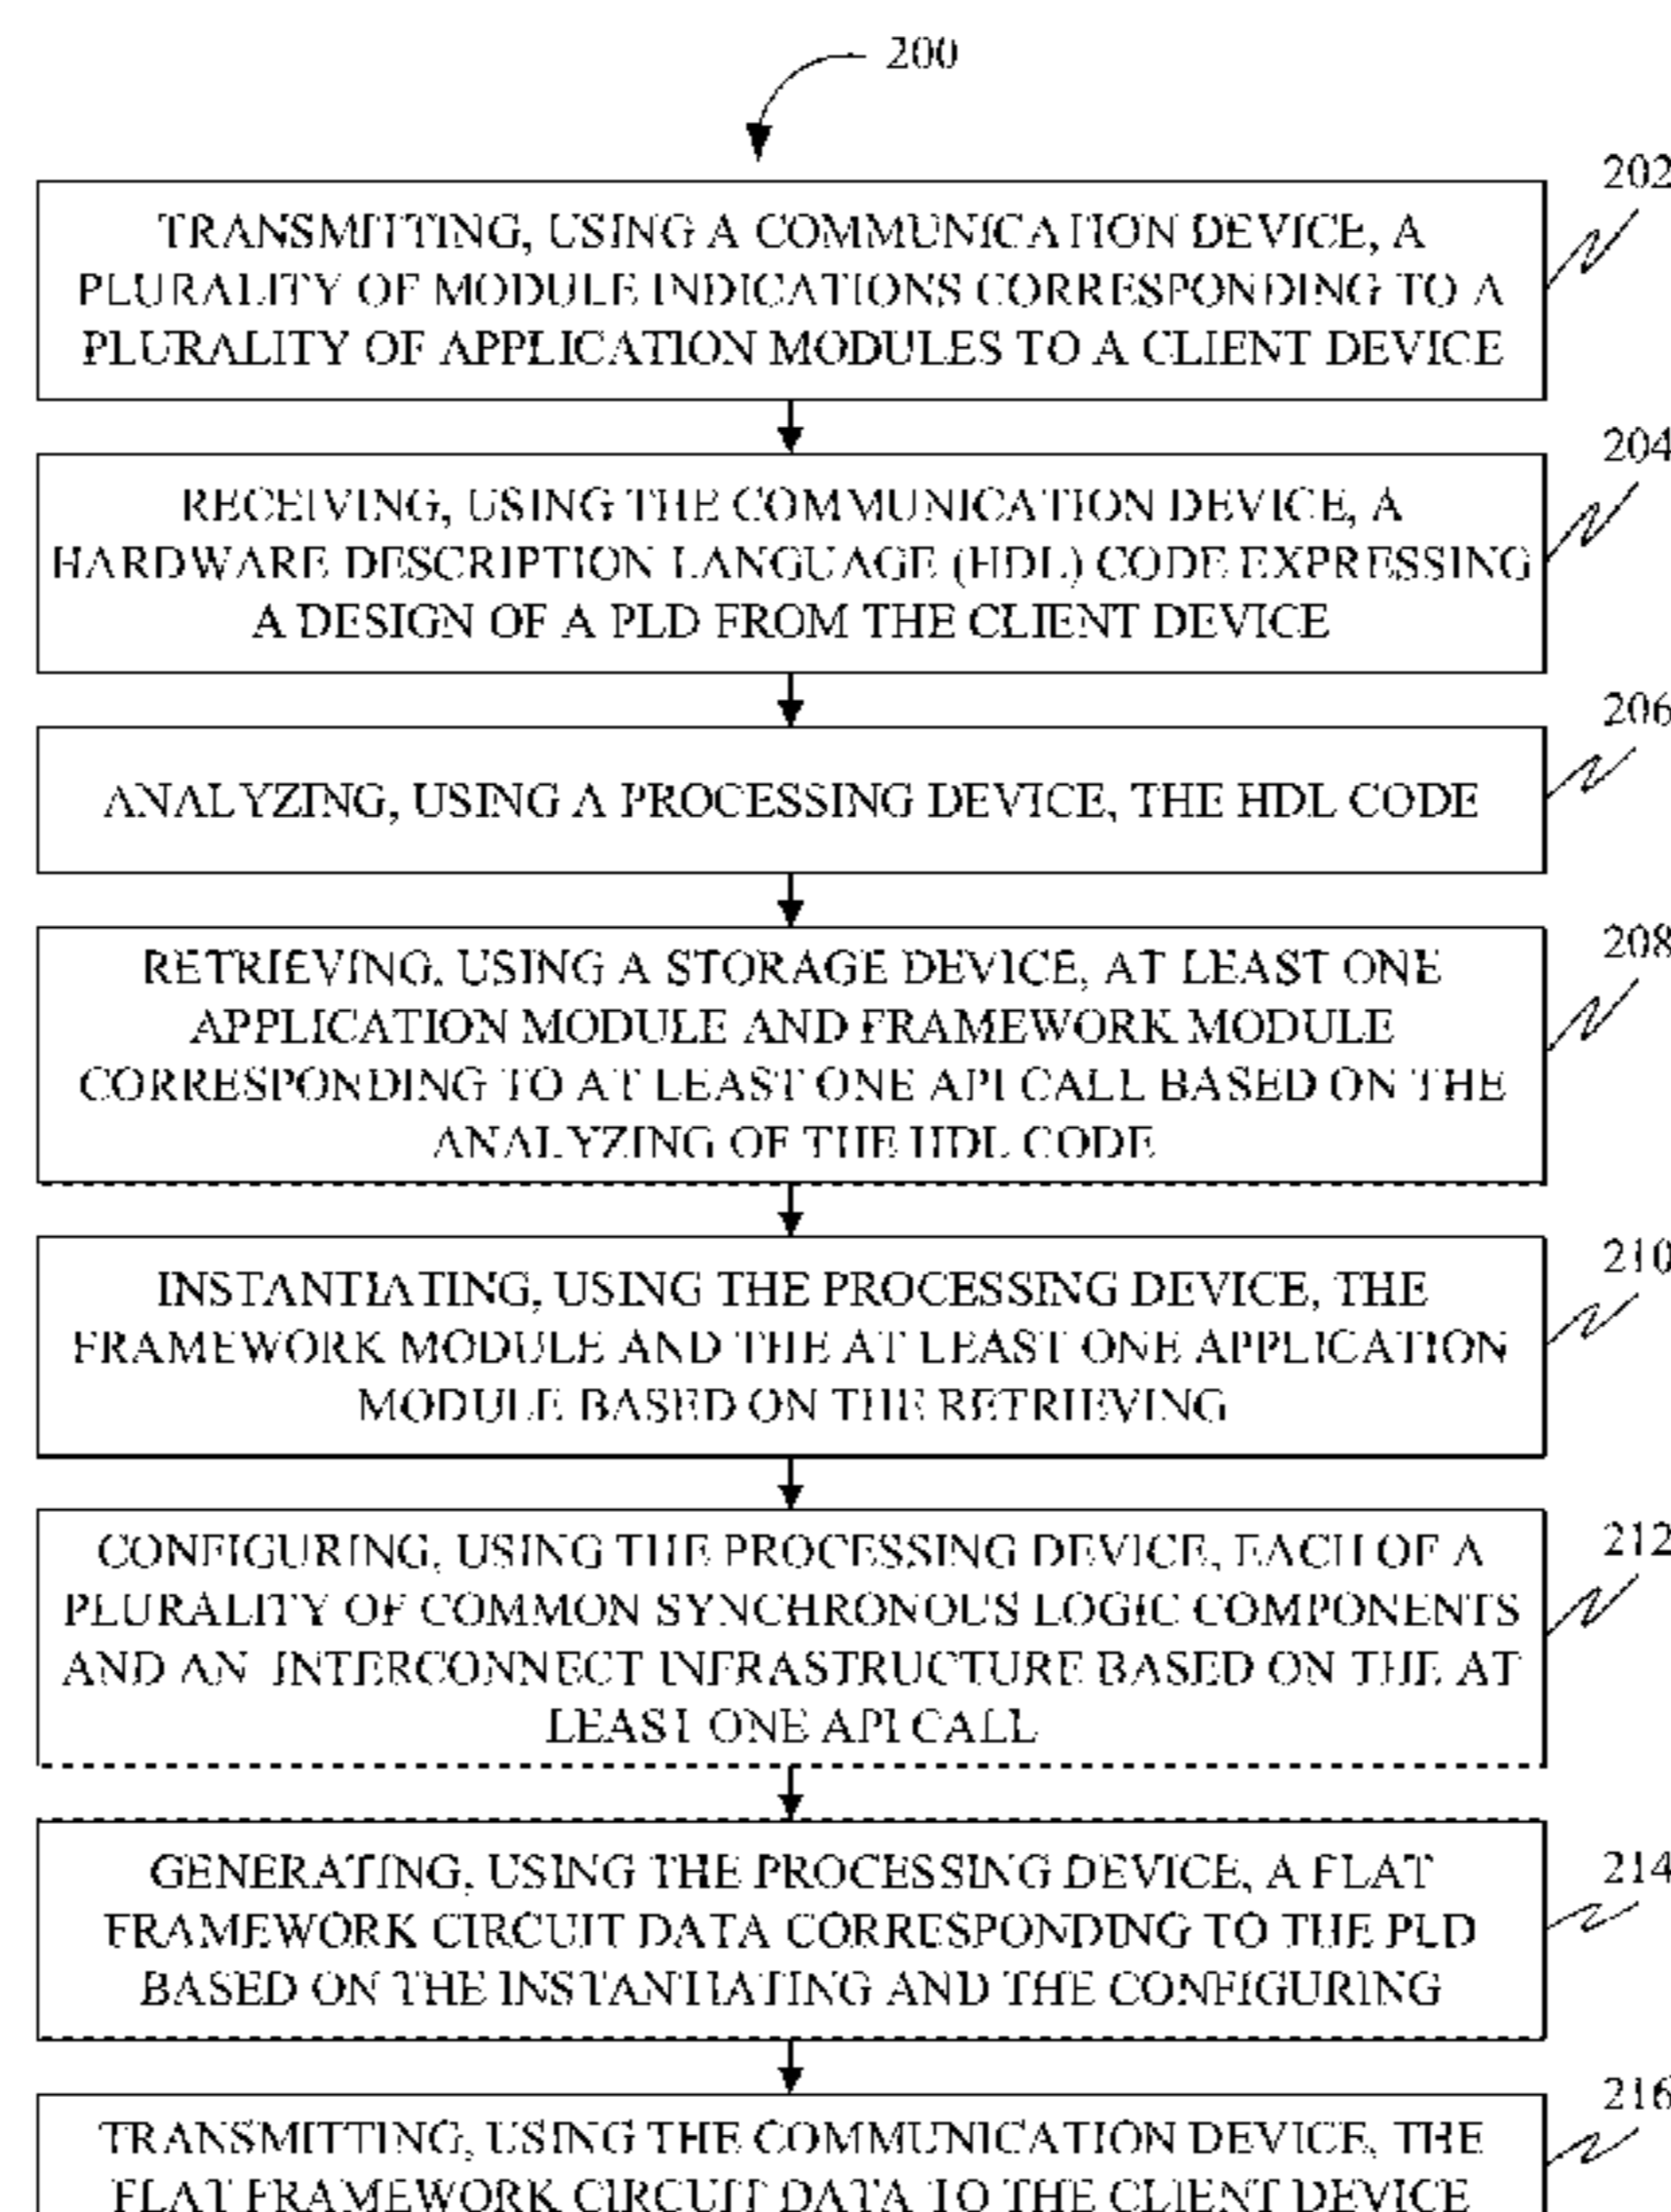 200
202
TRANSMITTING, USING A COMMUNICATION DEVICE, A
PLURALITY OF MODULE INDICATIONS CORRESPONDING TO A
PLURALITY OF APPLICATION MODULES TO A CLIENT DEVICE
204
RECEIVING, USING THE COMMUNICATION DEVICE, A
HARDWARE DESCRIPTION LANGUAGE (HDL) CODE EXPRESSING
A DESIGN OF A PLD FROM THE CLIENT DEVICE
206
ANALYZING, USING A PROCESSING DEVICE, THE HDL CODE
208
RETRIEVING, USING A STORAGE DEVICE, AT LEAST ONE
APPLICATION MODULE AND FRAMEWORK MODULE
CORRESPONDING TO AT LEAST ONE API CALL BASED ON THE
ANALYZING OF THE HDL CODE
210
INSTANTIATING, USING THE PROCESSING DEVICE, THE
FRAMEWORK MODULE AND THE AT LEAST ONE APPLICATION
MODULE BASED ON THE RETRIEVING
212
CONFIGURING, USING THE PROCESSING DEVICE, EACH OF A
PLURALITY OF COMMON SYNCHRONOUS LOGIC COMPONENTS
AND AN INTERCONNECT INFRASTRUCTURE BASED ON THE AT
LEAST ONE API CALL
214
GENERATING, USING THE PROCESSING DEVICE, A FLAT
FRAMEWORK CIRCUIT DATA CORRESPONDING TO THE PLD
BASED ON THE INSTANTIATING AND THE CONFIGURING
216
TRANSMITTING, USING THE COMMUNICATION DEVICE, THE
FLAT FRAMEWORK CIRCUIT DATA TO THE CLIENT DEVICE